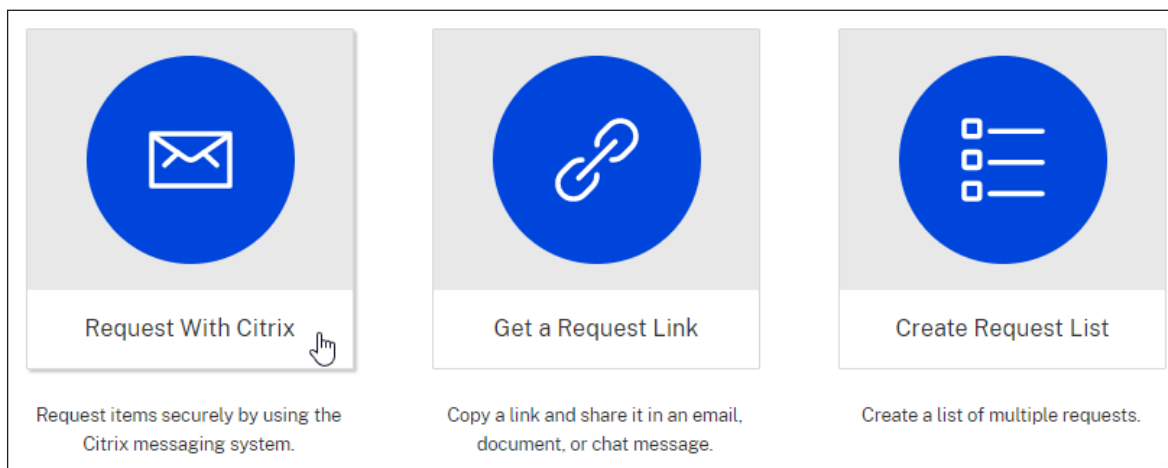 Request With Citrix
Get a Request Link
Create Request List
Request items securely by using the
Citrix messaging system.
Copy a link and share it in an email,
document, or chat message.
Create a list of multiple requests.